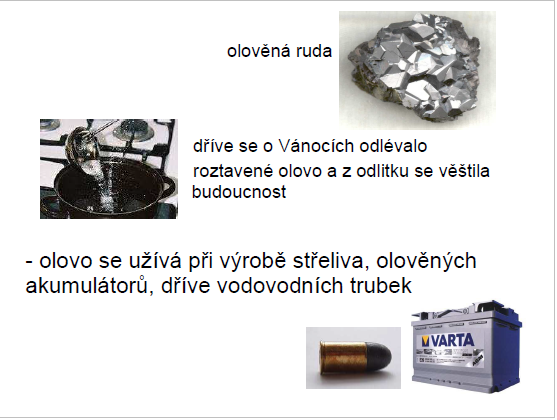 olověná ruda
dříve se o Vánocích odlévalo
roztavené olovo a z odlitku se věštila
budoucnost
- olovo se užívá při výrobě střeliva, olověných
akumulátorů, dříve vodovodních trubek
VARTA